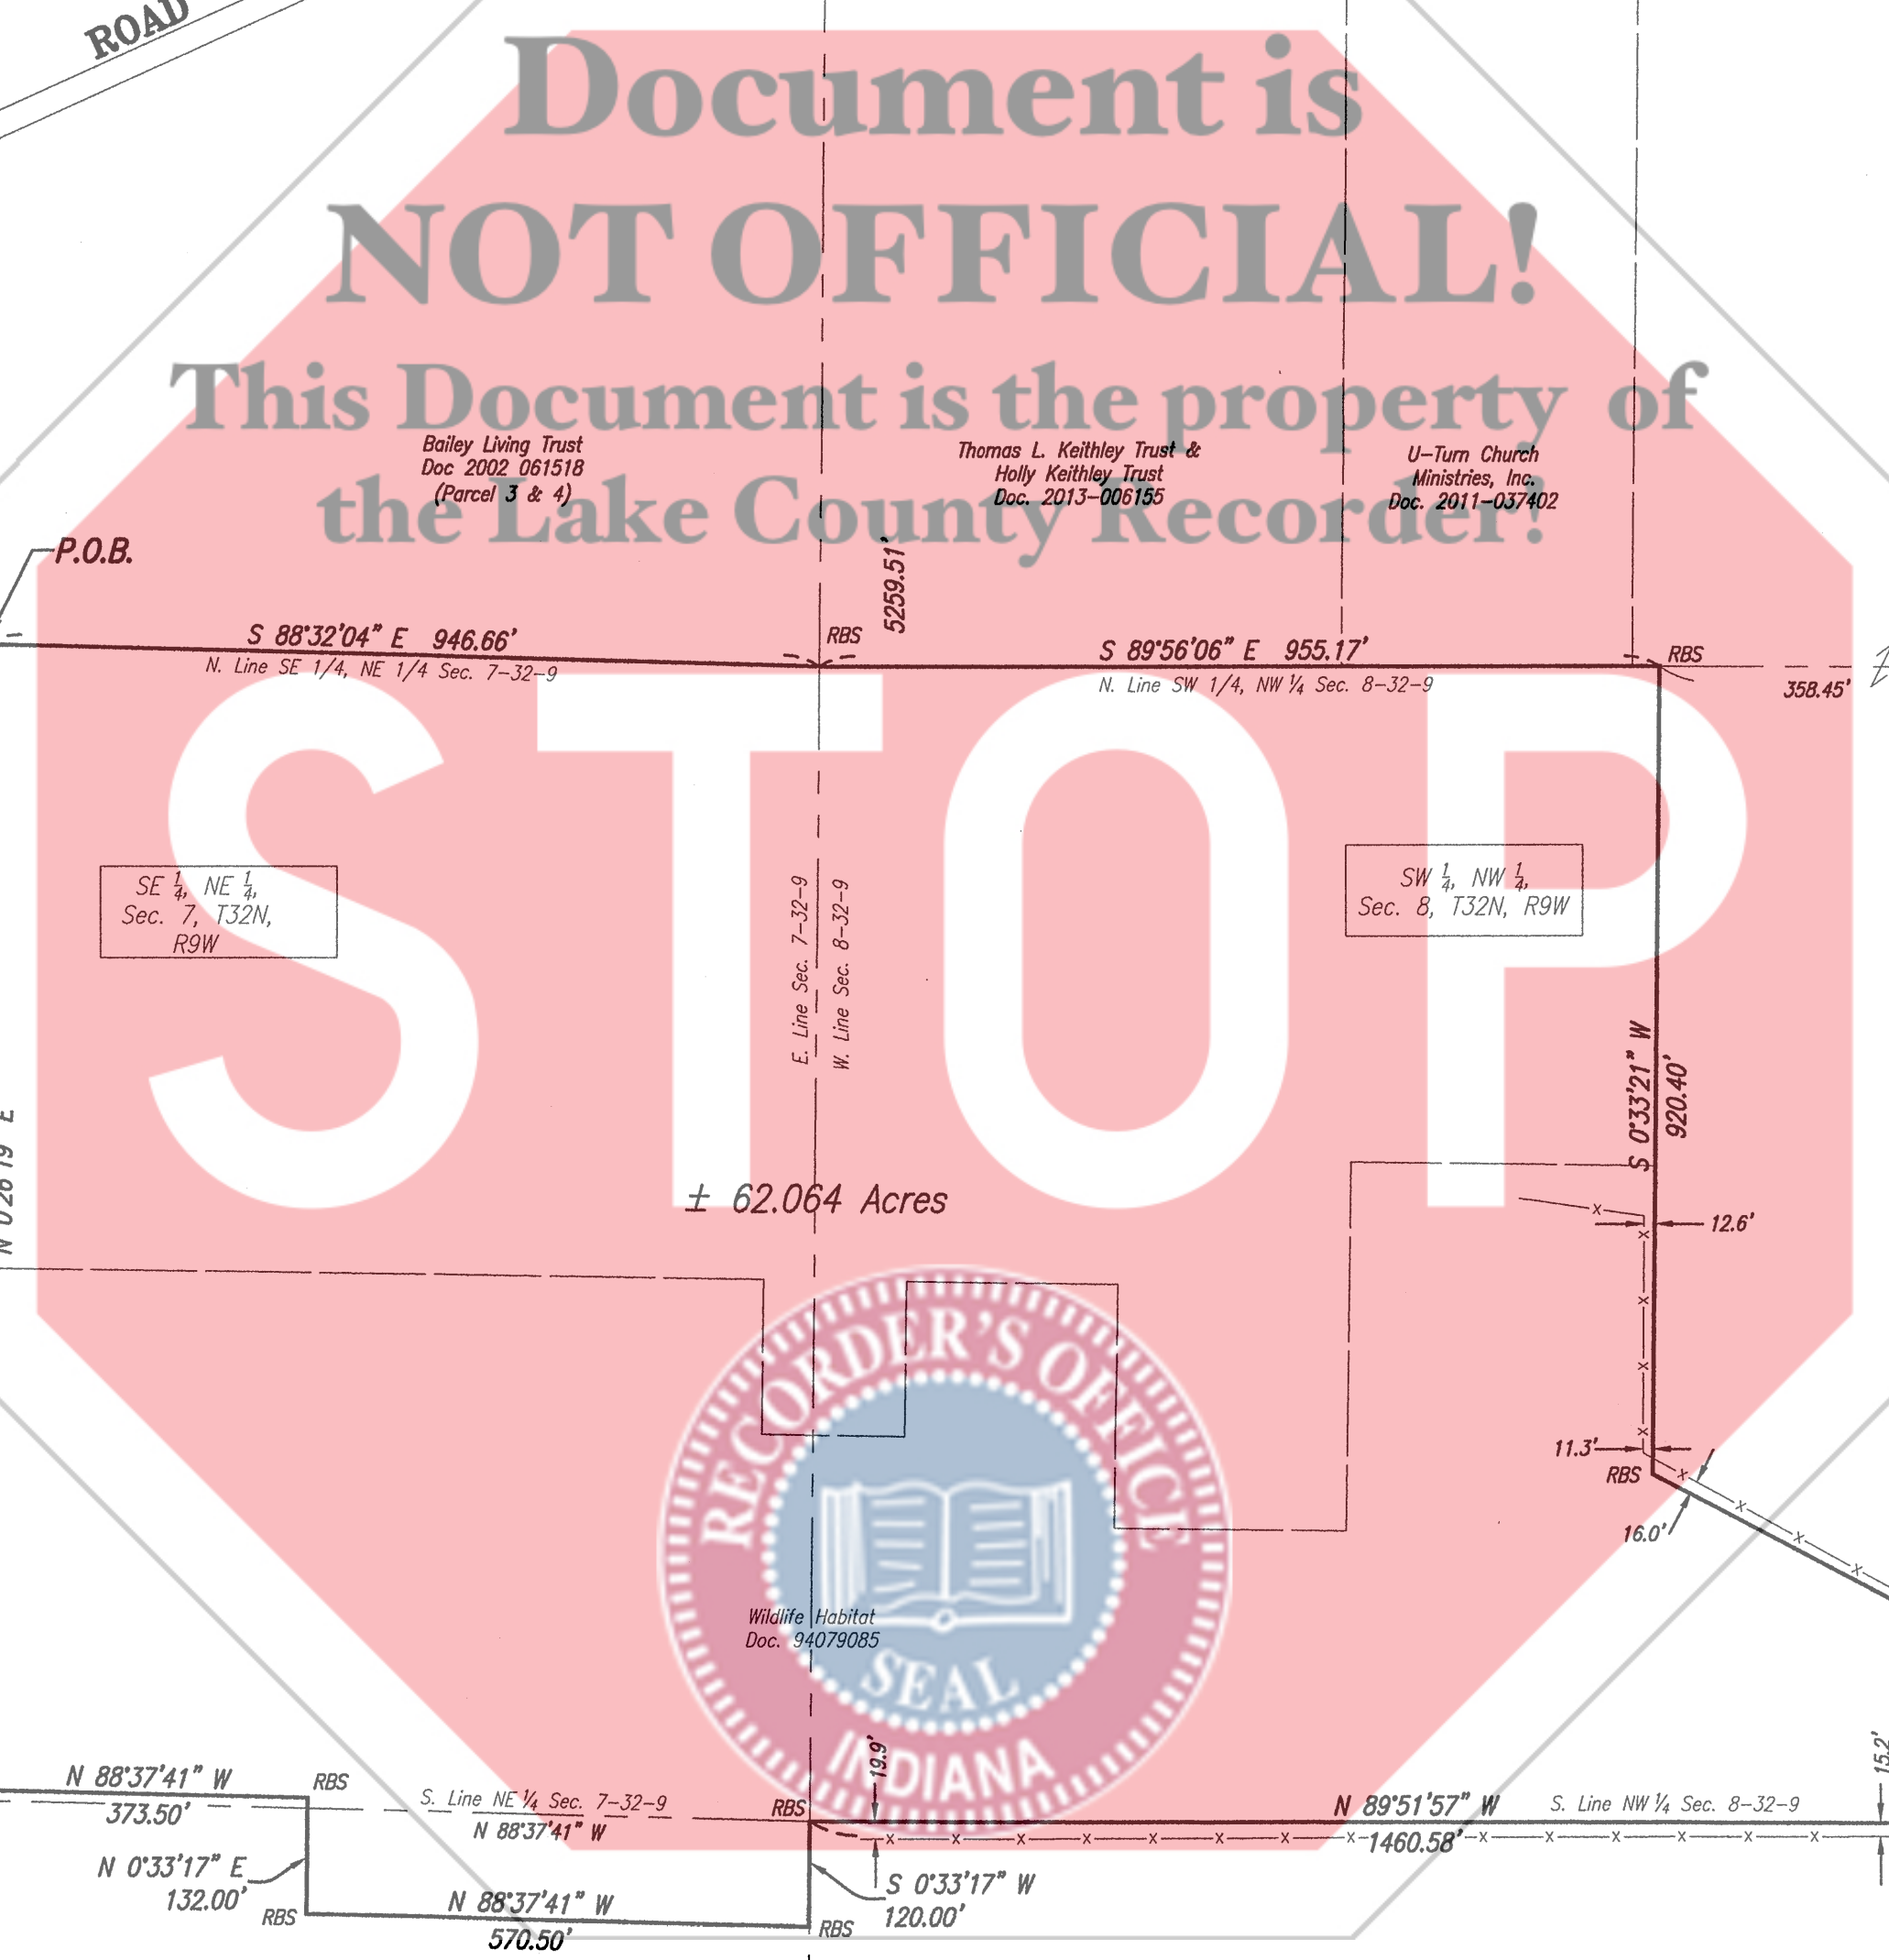 ROAD
Document is
NOT OFFICIAL!
This Document is the property of
the Lake County Recorder!
Bailey Living Trust
Doc 2002 061518
(Parcel 3 & 4)
Thomas L. Keithley Trust &
Holly Keithley Trust
Doc. 2013-006155
U-Turn Church
Ministries, Inc.
Doc. 2011-037402
P.O.B.
5259.51'
S 88°32'04" E 946.66'
N. Line SE 1/4, NE 1/4 Sec. 7-32-9
RBS
S 89°56'06" E 955.17'
N. Line SW 1/4, NW ¼ Sec. 8-32-9
RBS
358.45'
STOP
SE ¼, NE ¼,
Sec. 7, T32N,
R9W
SW ¼, NW ¼,
Sec. 8, T32N, R9W
E. Line Sec. 7-32-9
W. Line Sec. 8-32-9
S 0°33'21" W
920.40'
N 0°26'19" E
± 62.064 Acres
12.6'
11.3'
RBS
16.0'
RECORDER'S OFFICE
Wildlife Habitat
Doc. 94079085
SEAL
INDIANA
19.9'
15.2'
N 88°37'41" W
373.50'
RBS
S. Line NE ¼ Sec. 7-32-9
N 88°37'41" W
RBS
N 89°51'57" W
1460.58'
S. Line NW ¼ Sec. 8-32-9
N 0°33'17" E
132.00'
RBS
N 88°37'41" W
570.50'
S 0°33'17" W
120.00'
RBS